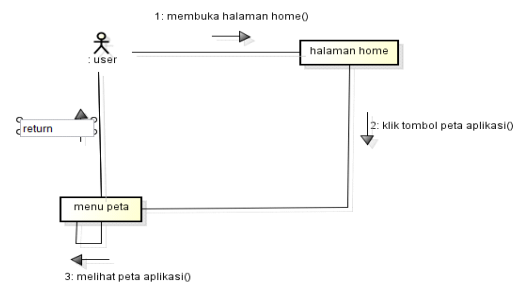 1: membuka halaman home()
: user
halaman home
return
2: klik tombol peta aplikasi()
menu peta
3: melihat peta aplikasi()